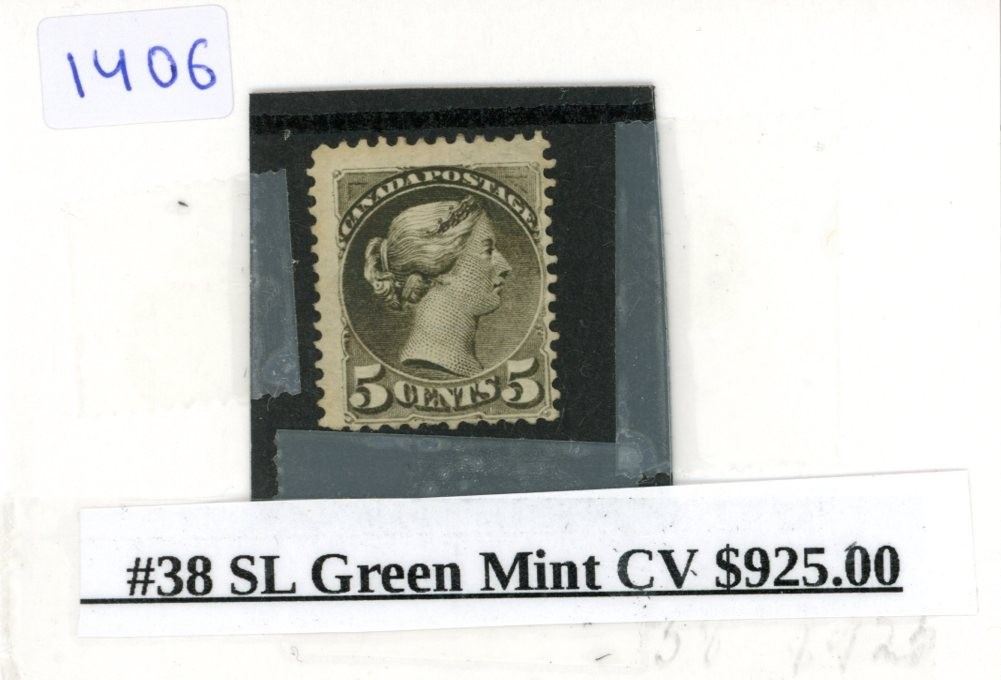 1406
CANADA POSTAGE
5 CENTS 5
#38 SL Green Mint CV $925.00